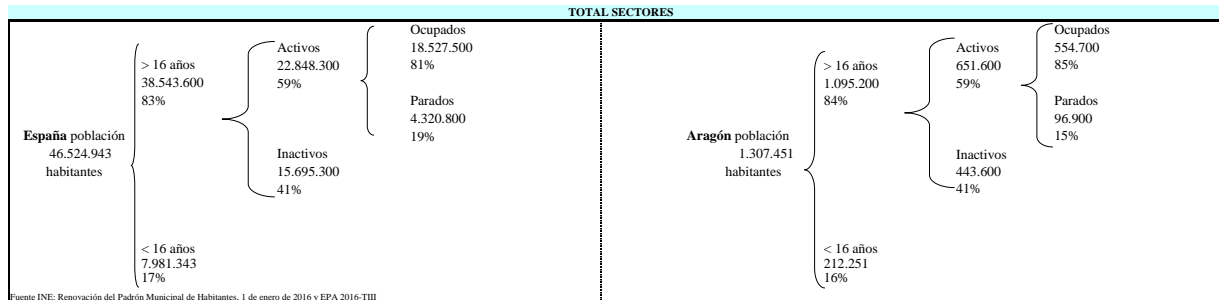 TOTAL SECTORES
España población
46.524.943
habitantes
> 16 años
38.543.600
83%
< 16 años
7.981.343
17%
Activos
22.848.300
59%
Inactivos
15.695.300
41%
Ocupados
18.527.500
81%
Parados
4.320.800
19%
Aragón población
1.307.451
habitantes
> 16 años
1.095.200
84%
< 16 años
212.251
16%
Activos
651.600
59%
Inactivos
443.600
41%
Ocupados
554.700
85%
Parados
96.900
15%
Fuente INE: Renovación del Padrón Municipal de Habitantes, 1 de enero de 2016 y EPA 2016-TIII